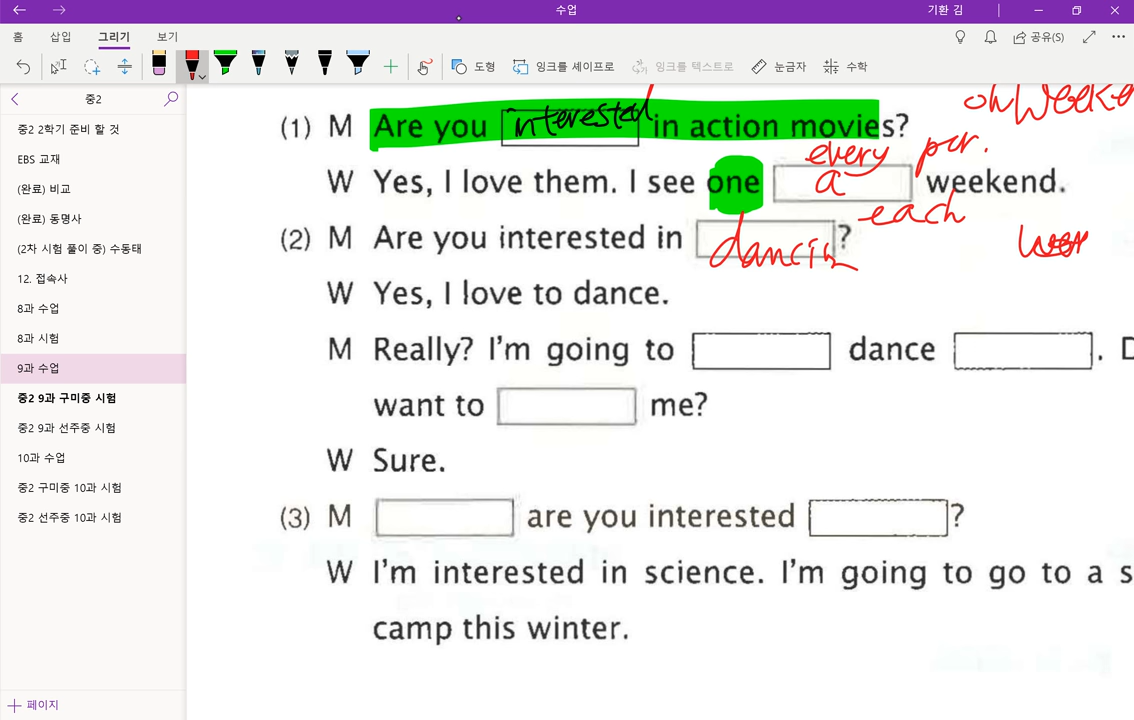 수업
기환 김
홈 삽입 그리기 보기
공유(S)
도형 잉크를 셰이프로 잉크를 텍스트로 눈금자 수학
중2
중2 2학기 준비 할 것
EBS 교재
(완료) 비교
(완료) 동명사
(2차 시험 풀이 중) 수동태
12. 접속사
8과 수업
8과 시험
9과 수업
중2 9과 구미중 시험
중2 9과 선주중 시험
10과 수업
중2 구미중 10과 시험
중2 선주중 10과 시험
페이지
on weeke
(1) M Are you interested in action movies?
every per.
W Yes, I love them. I see one a weekend.
each
(2) M Are you interested in dancin ?
W Yes, I love to dance.
M Really? I'm going to dance . D
want to me?
W Sure.
(3) M are you interested ?
W I'm interested in science. I'm going to go to a s
camp this winter.